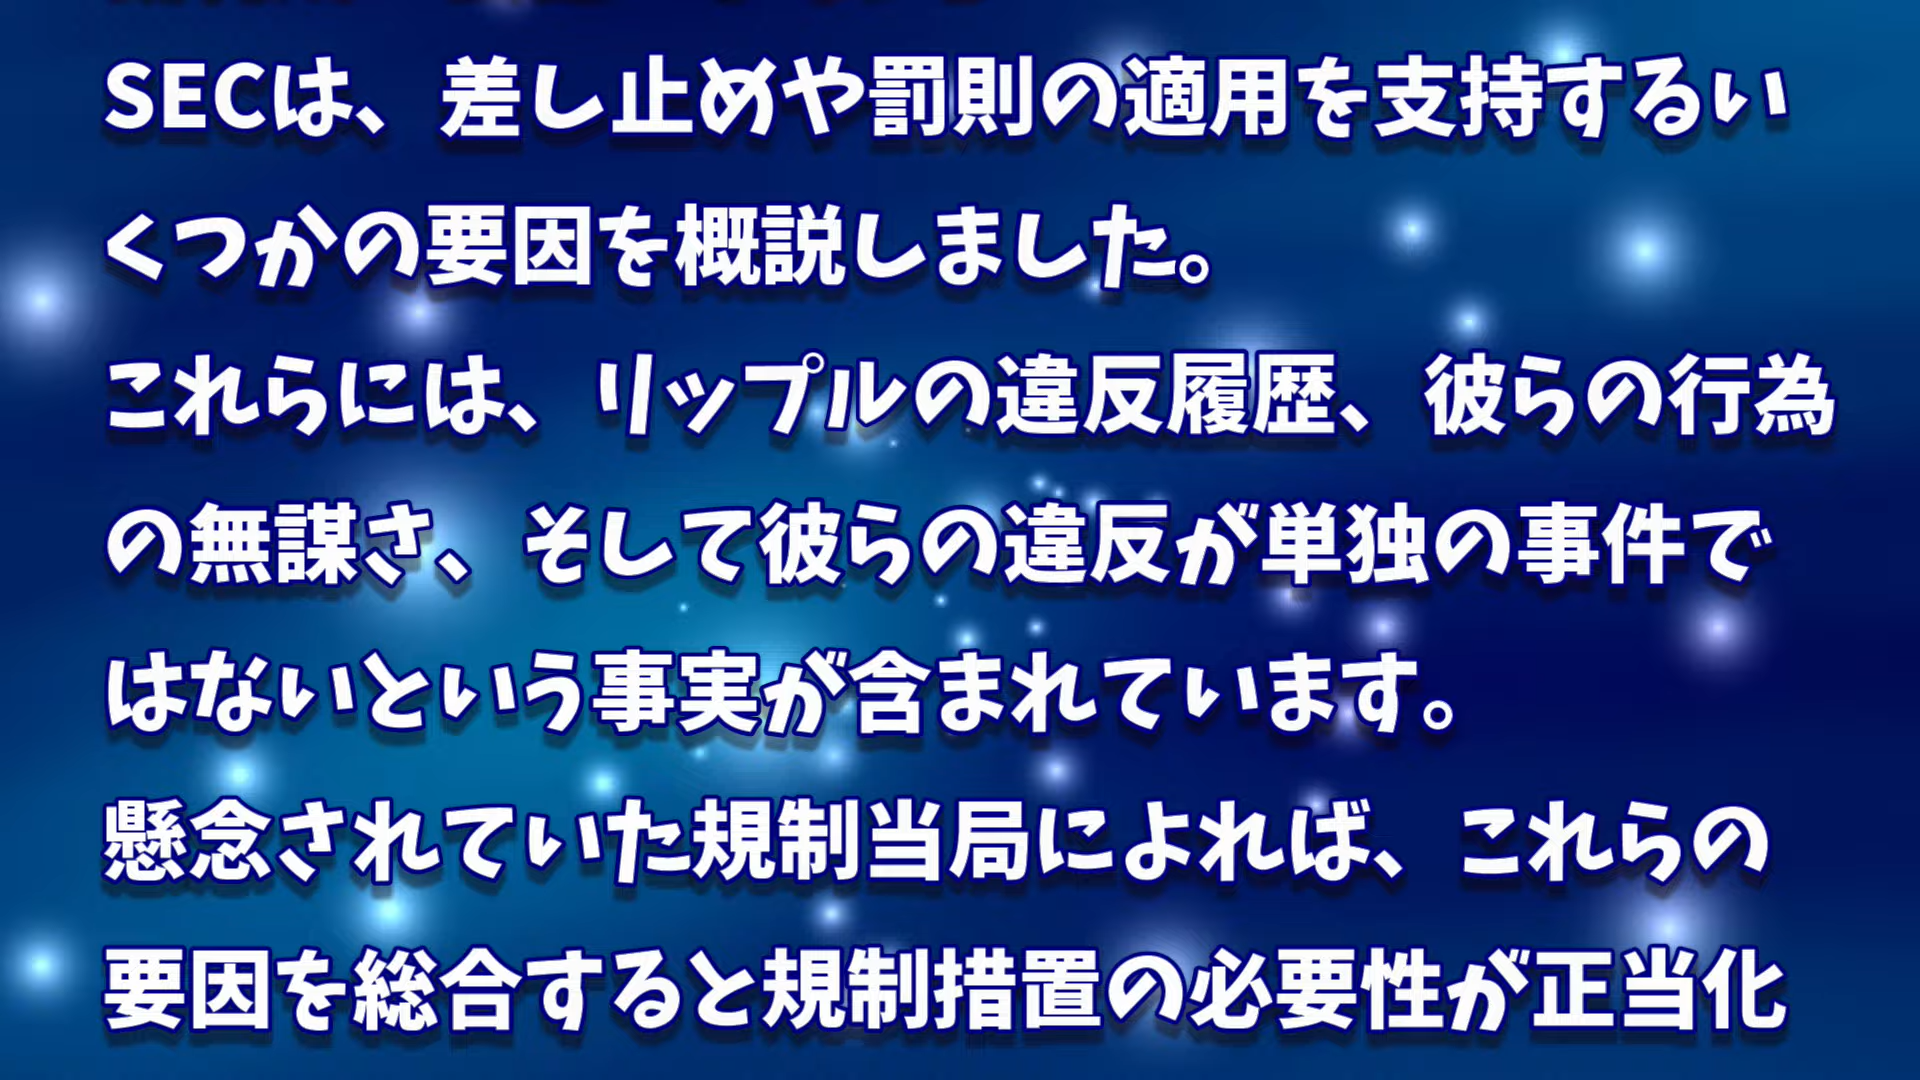 SECは、差し止めや罰則の適用を支持するい
くつかの要因を概説しました。
これらには、リップルの違反履歴、彼らの行為
の無謀さ、そして彼らの違反が単独の事件で
はないという事実が含まれています。
懸念されていた規制当局によれば、これらの
要因を総合すると規制措置の必要性が正当化